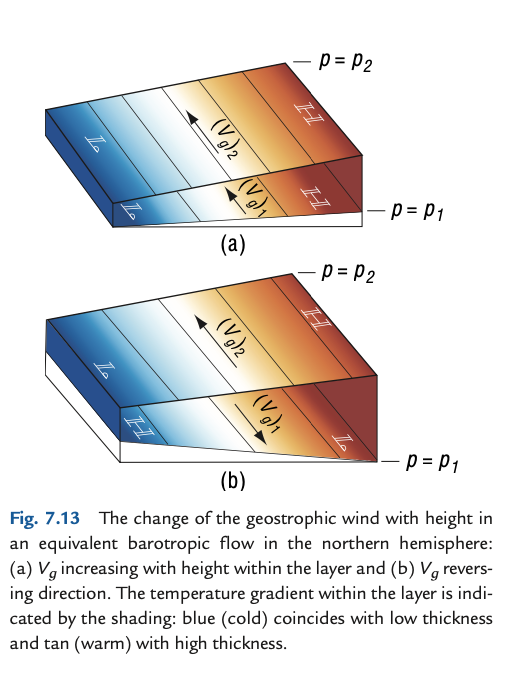 p = p2
H
L
(Vg)2
L
(Vg)1
H
p = p1
(a)
p = p2
H
L
(Vg)2
H
(Vg)1
L
p = p1
(b)
Fig. 7.13 The change of the geostrophic wind with height in
an equivalent barotropic flow in the northern hemisphere:
(a) Vg increasing with height within the layer and (b) Vg revers-
ing direction. The temperature gradient within the layer is indi-
cated by the shading: blue (cold) coincides with low thickness
and tan (warm) with high thickness.